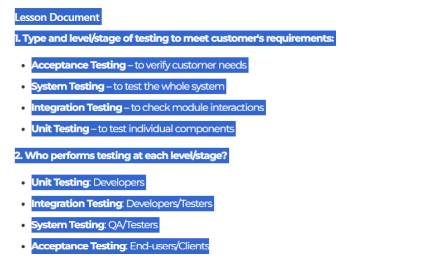 Lesson Document
1. Type and level/stage of testing to meet customer's requirements:
• Acceptance Testing – to verify customer needs
• System Testing – to test the whole system
• Integration Testing – to check module interactions
• Unit Testing – to test individual components
2. Who performs testing at each level/stage?
• Unit Testing: Developers
• Integration Testing: Developers/Testers
• System Testing: QA/Testers
• Acceptance Testing: End-users/Clients